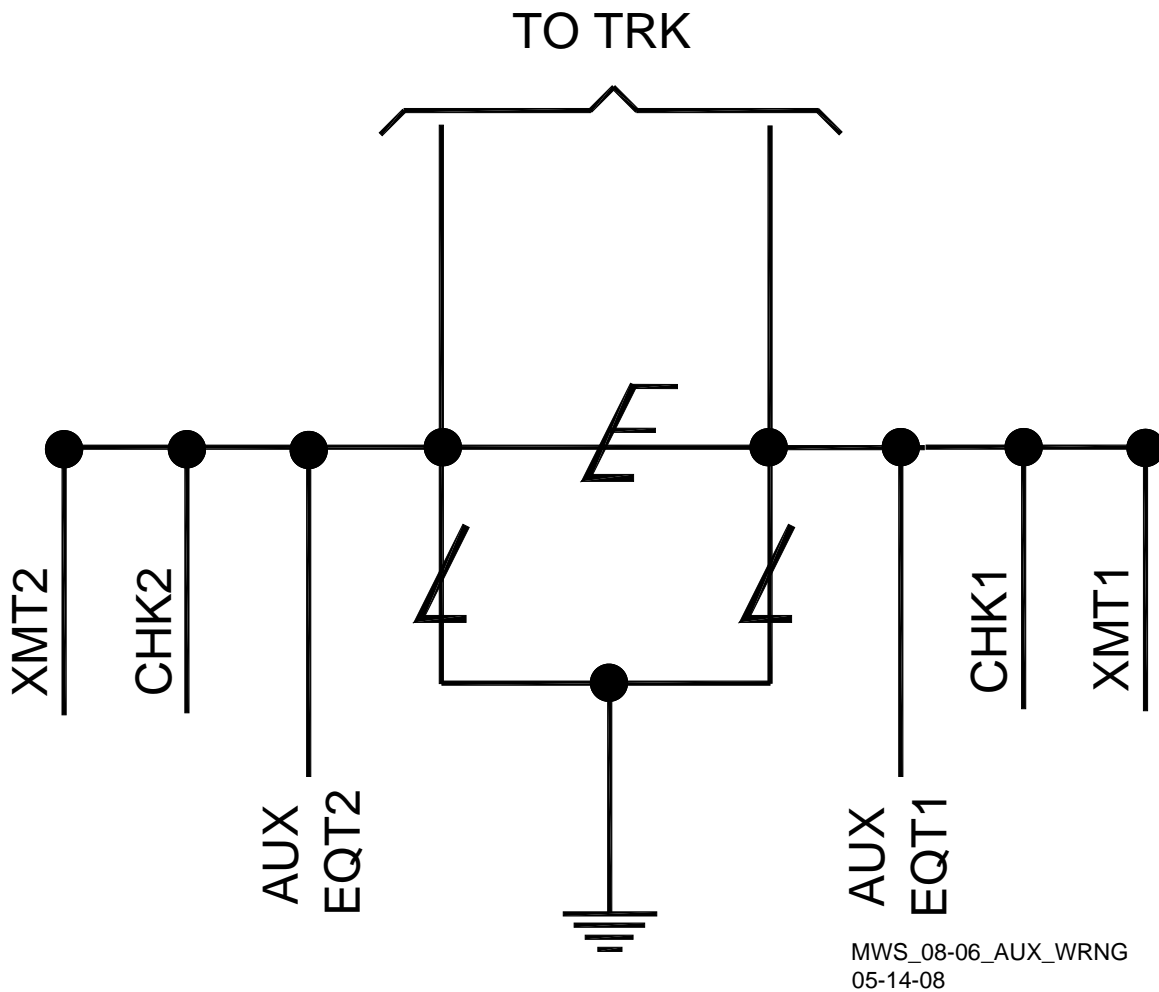 TO TRK
XMT2
CHK2
AUX
EQT2
AUX
EQT1
CHK1
XMT1
MWS_08-06_AUX_WRNG
05-14-08